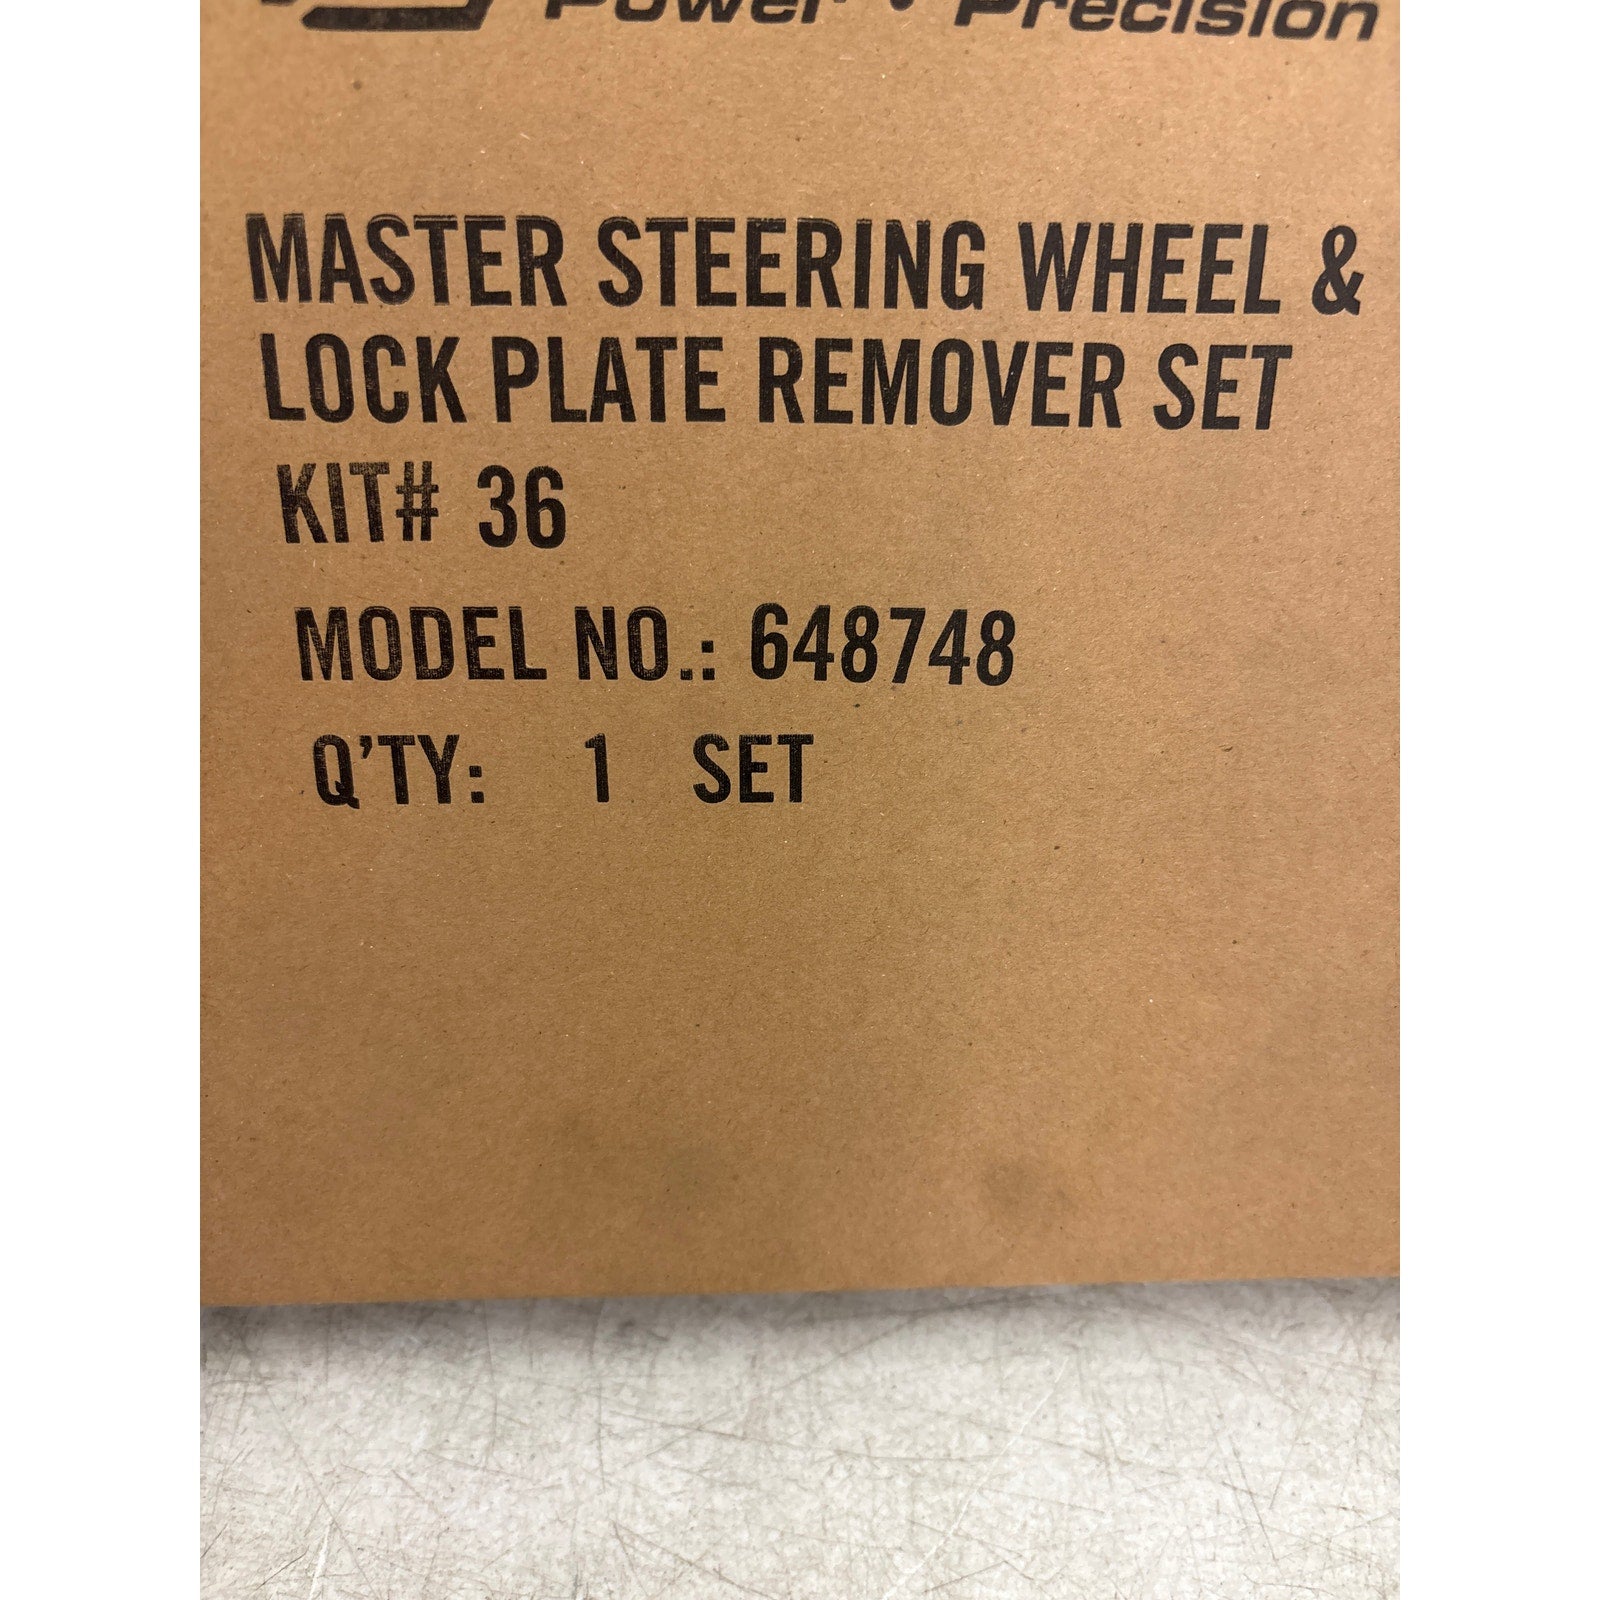 Power • Precision
MASTER STEERING WHEEL &
LOCK PLATE REMOVER SET
KIT# 36
MODEL NO.: 648748
Q'TY: 1 SET